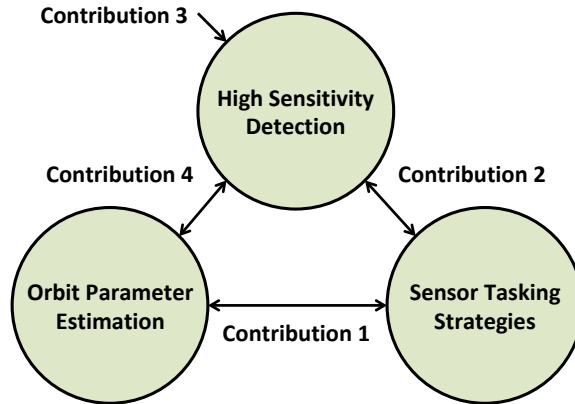 Contribution 3
High Sensitivity
Detection
Contribution 4
Contribution 2
Orbit Parameter
Estimation
Sensor Tasking
Strategies
Contribution 1